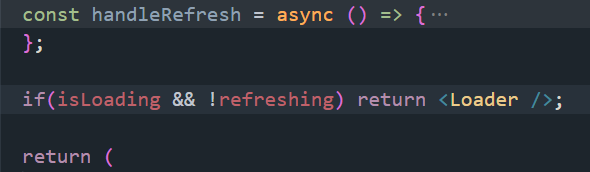 const handleRefresh = async () => {···
};
if(isLoading && !refreshing) return <Loader />;
return (